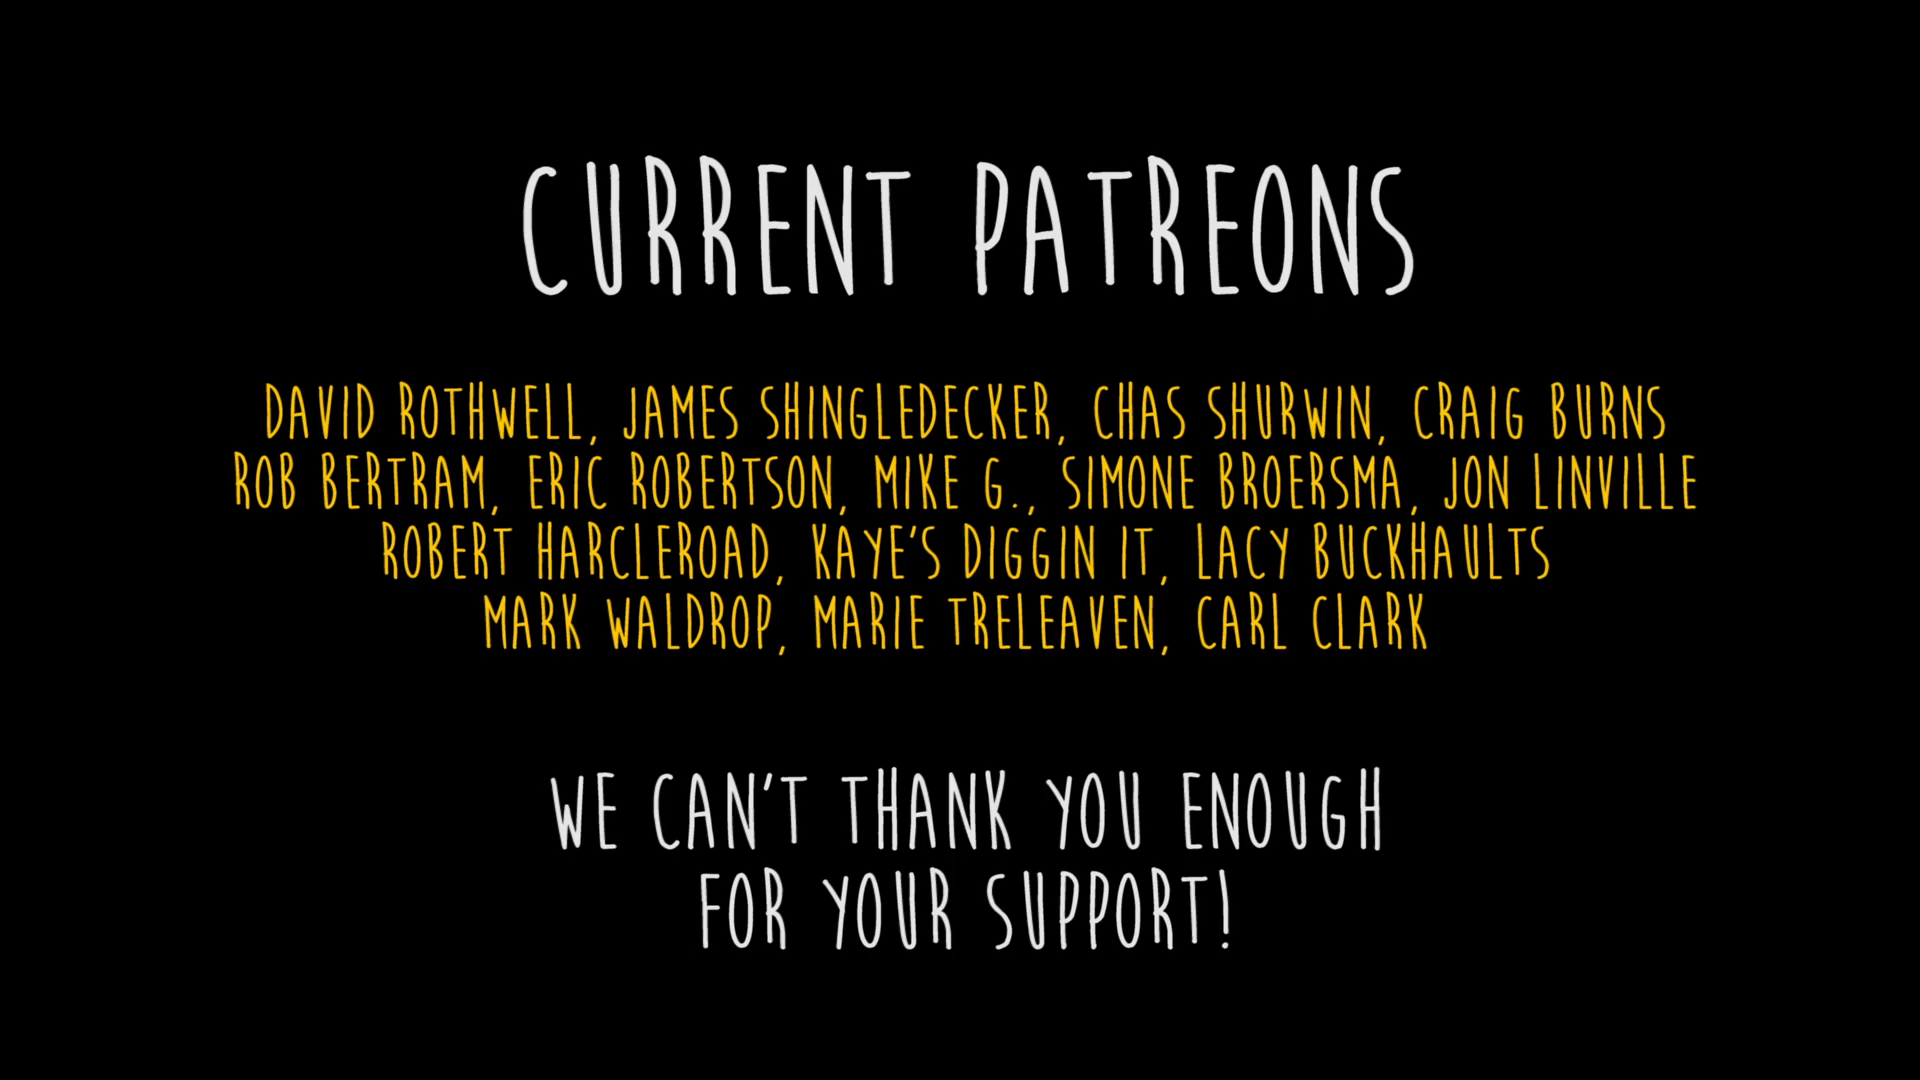 CURRENT PATREONS
DAVID ROTHWELL, JAMES SHINGLEDECKER, CHAS SHURWIN, CRAIG BURNS
ROB BERTRAM, ERIC ROBERTSON, MIKE G., SIMONE BROERSMA, JON LINVILLE
ROBERT HARCLEROAD, KAYE'S DIGGIN IT, LACY BUCKHAULTS
MARK WALDROP, MARIE TRELEAVEN, CARL CLARK
WE CAN'T THANK YOU ENOUGH
FOR YOUR SUPPORT!